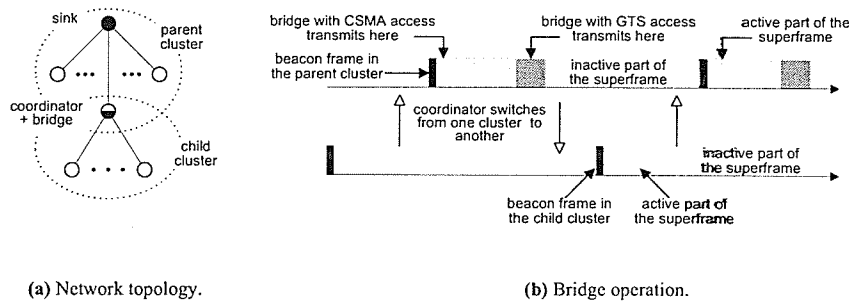 sink
parent
cluster
coordinator
+ bridge
child
cluster
(a) Network topology.
bridge with CSMA access
transmits here
bridge with GTS access
transmits here
active part of the
superframe
beacon frame in
the parent cluster
inactive part of
the superframe
coordinator switches
from one cluster to
another
inactive part of
the superframe
beacon frame in
the child cluster
active part of
the superframe
(b) Bridge operation.